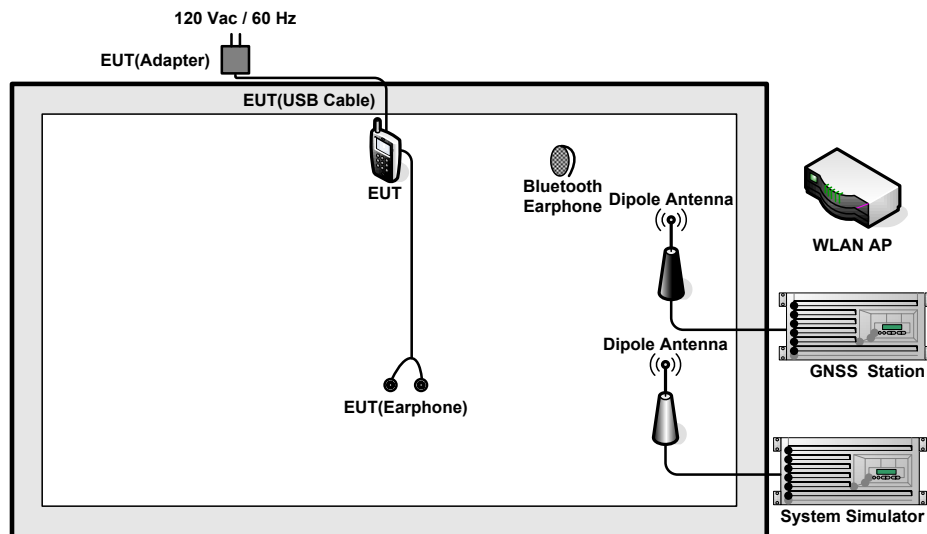 120 Vac / 60 Hz
EUT(Adapter)
EUT(USB Cable)
EUT
Bluetooth
Earphone
Dipole Antenna
WLAN AP
GNSS Station
Dipole Antenna
EUT(Earphone)
System Simulator